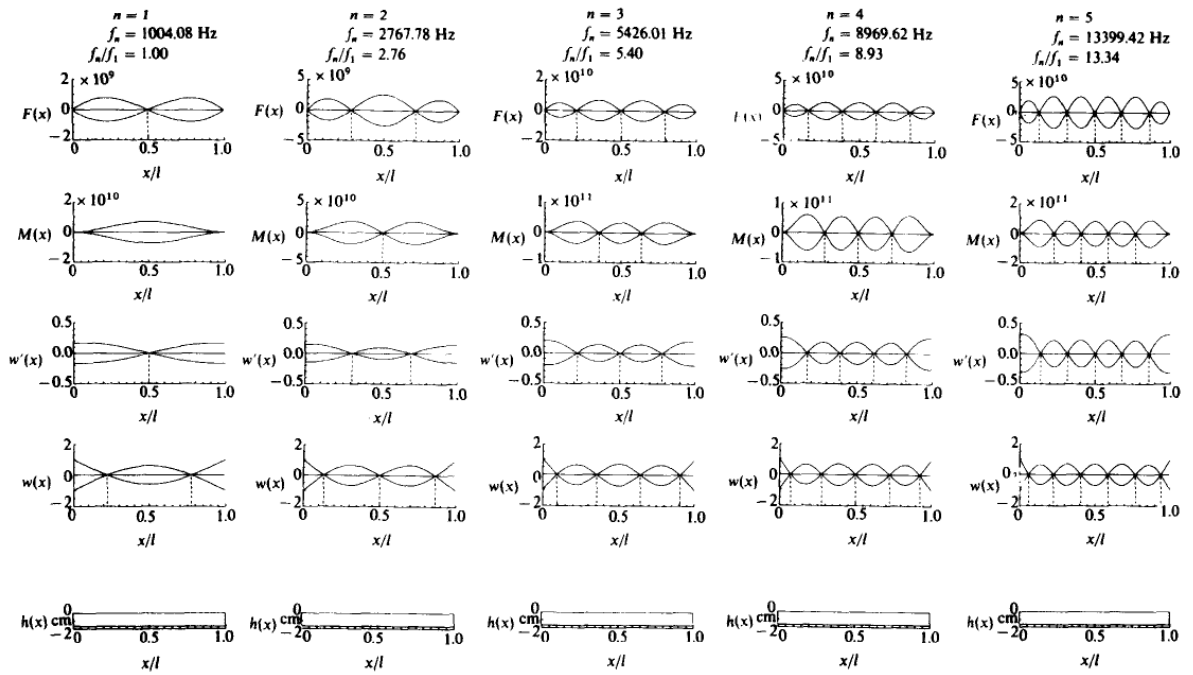 n = 1
fₙ = 1004.08 Hz
fₙ/f₁ = 1.00
n = 2
fₙ = 2767.78 Hz
fₙ/f₁ = 2.76
n = 3
fₙ = 5426.01 Hz
fₙ/f₁ = 5.40
n = 4
fₙ = 8969.62 Hz
fₙ/f₁ = 8.93
n = 5
fₙ = 13399.42 Hz
fₙ/f₁ = 13.34
2 × 10⁹
F(x) 0
−2
0 0.5 1.0
x/l
5 × 10⁹
F(x) 0
−5
0 0.5 1.0
x/l
2 × 10¹⁰
F(x) 0
−2
0 0.5 1.0
x/l
5 × 10¹⁰
F(x) 0
−5
0 0.5 1.0
x/l
5 × 10¹⁰
F(x) 0
−5
0 0.5 1.0
x/l
2 × 10¹⁰
M(x) 0
−2
0 0.5 1.0
x/l
5 × 10¹⁰
M(x) 0
−5
0 0.5 1.0
x/l
1 × 10¹¹
M(x) 0
−1
0 0.5 1.0
x/l
1 × 10¹¹
M(x) 0
−1
0 0.5 1.0
x/l
2 × 10¹¹
M(x) 0
−2
0 0.5 1.0
x/l
0.5
w′(x) 0.0
−0.5
0 0.5 1.0
x/l
0.5
w′(x) 0.0
−0.5
0 0.5 1.0
x/l
0.5
w′(x) 0.0
−0.5
0 0.5 1.0
x/l
0.5
w′(x) 0.0
−0.5
0 0.5 1.0
x/l
0.5
w′(x) 0.0
−0.5
0 0.5 1.0
x/l
2
w(x) 0
−2
0 0.5 1.0
x/l
2
w(x) 0
−2
0 0.5 1.0
x/l
2
w(x) 0
−2
0 0.5 1.0
x/l
2
w(x) 0
−2
0 0.5 1.0
x/l
2
w(x) 0
−2
0 0.5 1.0
x/l
0
h(x) cm
−2
0 0.5 1.0
x/l
0
h(x) cm
−2
0 0.5 1.0
x/l
0
h(x) cm
−2
0 0.5 1.0
x/l
0
h(x) cm
−2
0 0.5 1.0
x/l
0
h(x) cm
−2
0 0.5 1.0
x/l